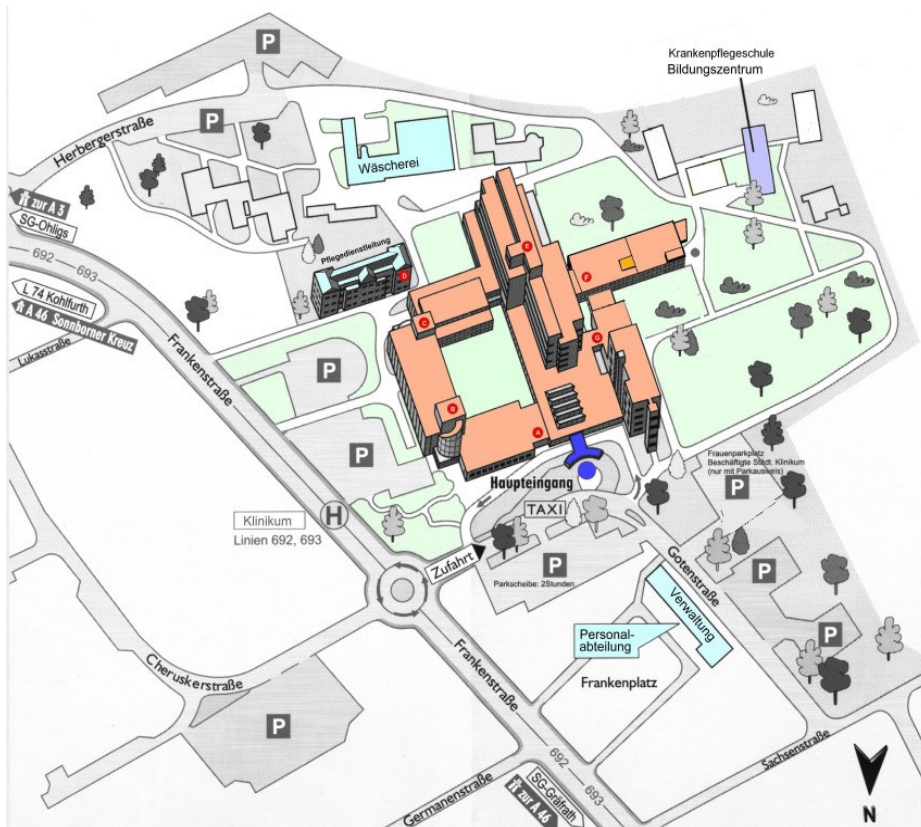 P
Krankenpflegeschule
Bildungszentrum
P
Herbergerstraße
Wäscherei
zur A 3
SG-Ohligs
Pflegedienstleitung
E
D
F
692 – 693
L 74 Kohlfurth
A 46 Sonnborner Kreuz
C
G
Lukasstraße
Frankenstraße
P
B
A
P
Frauenparkplatz
Beschäftigte Städt. Klinikum
(nur mit Parkausweis)
Haupteingang
P
TAXI
H
Klinikum
Linien 692, 693
Zufahrt
P
Parkscheibe: 2Stunden
Gotenstraße
P
Verwaltung
Personal-
abteilung
P
Cheruskerstraße
Frankenstraße
Frankenplatz
P
Sachsenstraße
692 – 693
Germanenstraße
SG-Gräfrath
zur A 46
N